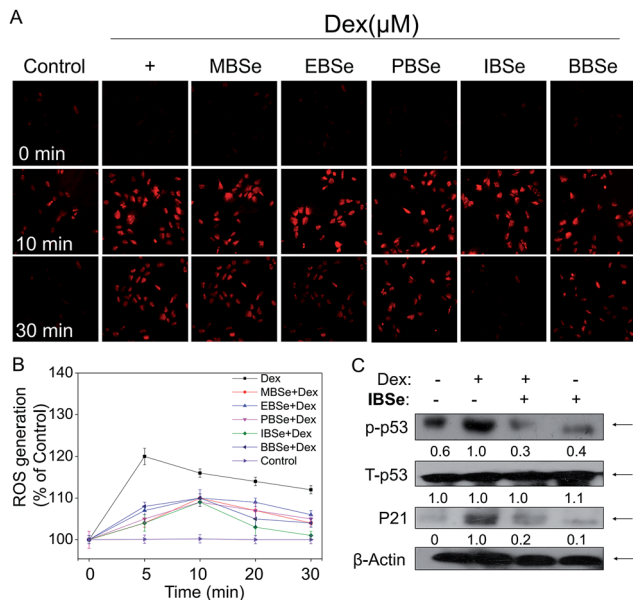 A
Dex(μM)
Control + MBSe EBSe PBSe IBSe BBSe
0 min
10 min
30 min
B
ROS generation
(% of Control)
140
130
120
110
100
Dex
MBSe+Dex
EBSe+Dex
PBSe+Dex
IBSe+Dex
BBSe+Dex
Control
0 5 10 20 30
Time (min)
C
Dex: - + + -
IBSe: - - + +
p-p53
0.6 1.0 0.3 0.4
T-p53
1.0 1.0 1.0 1.1
P21
0 1.0 0.2 0.1
β-Actin